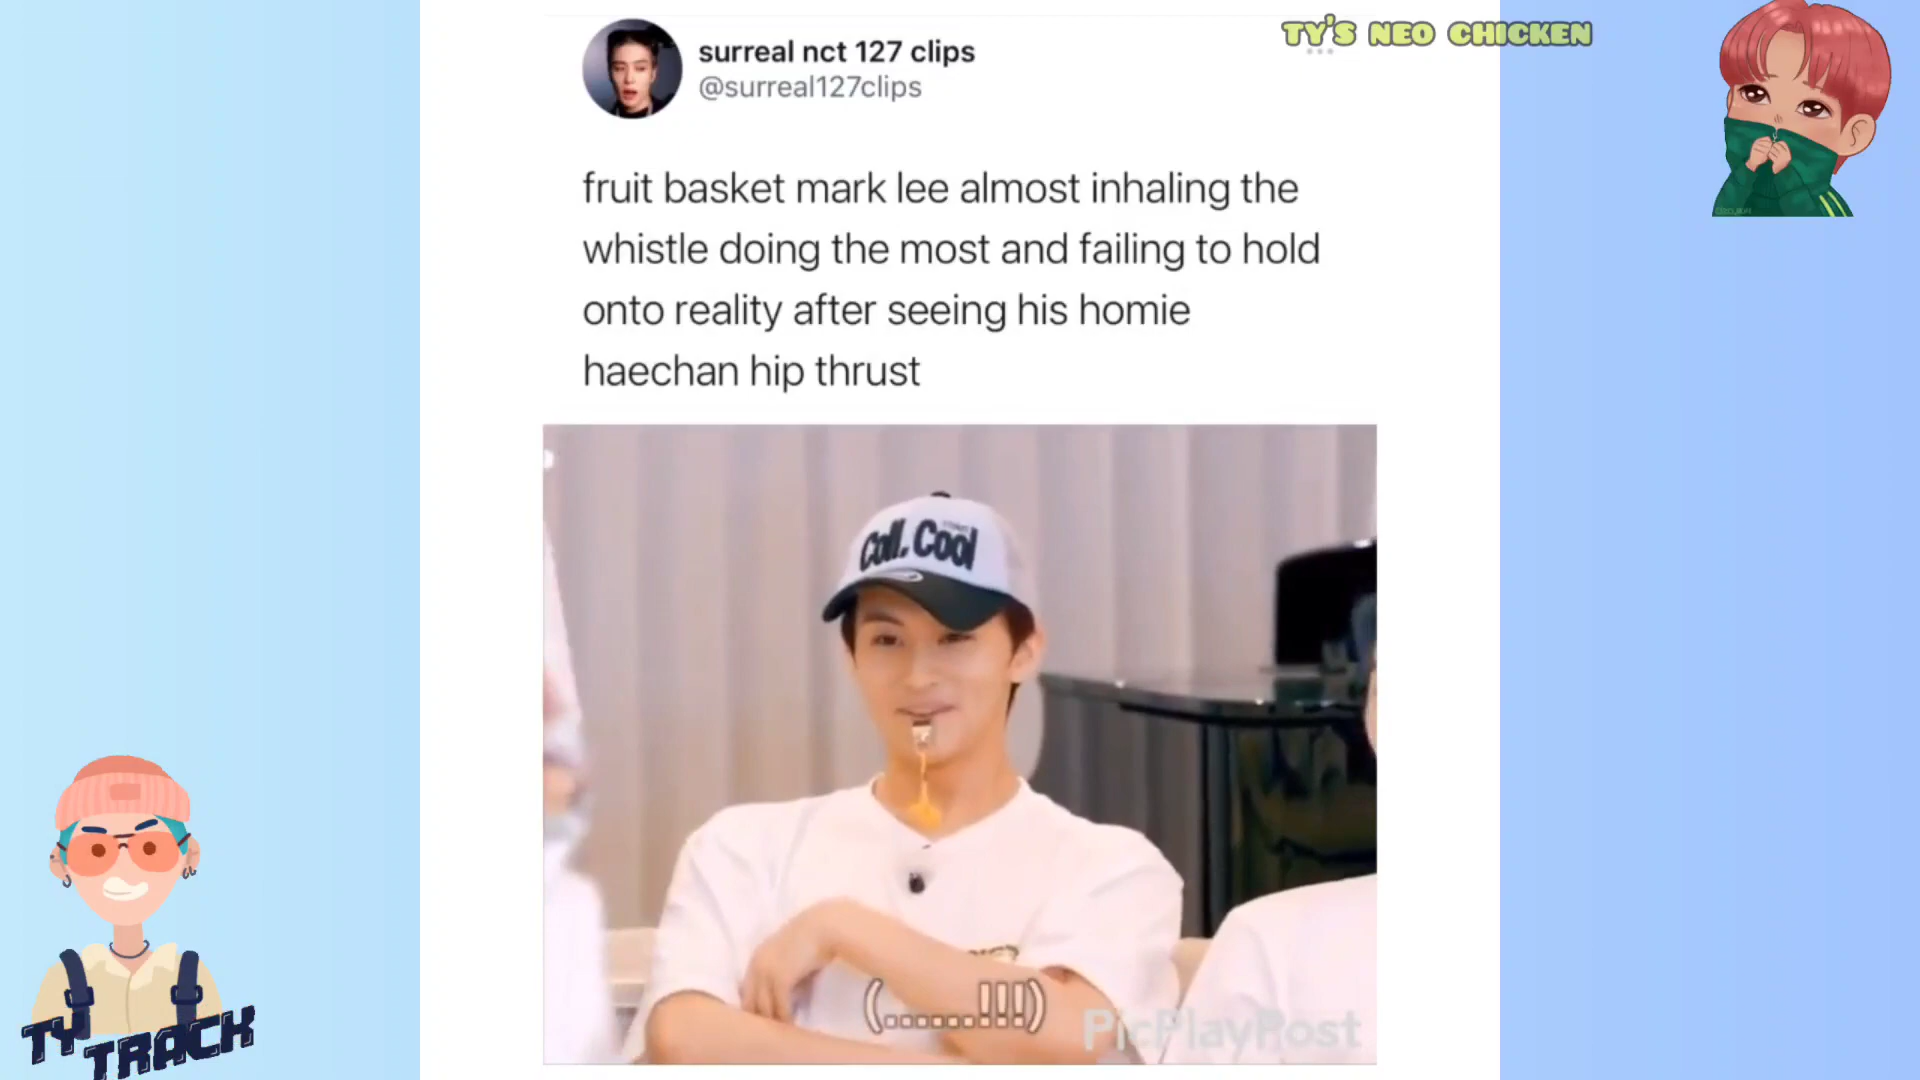 surreal nct 127 clips
@surreal127clips
TY'S NEO CHICKEN
fruit basket mark lee almost inhaling the
whistle doing the most and failing to hold
onto reality after seeing his homie
haechan hip thrust
Call. Cool
(......!!!)
PicPlayPost
TY TRACK